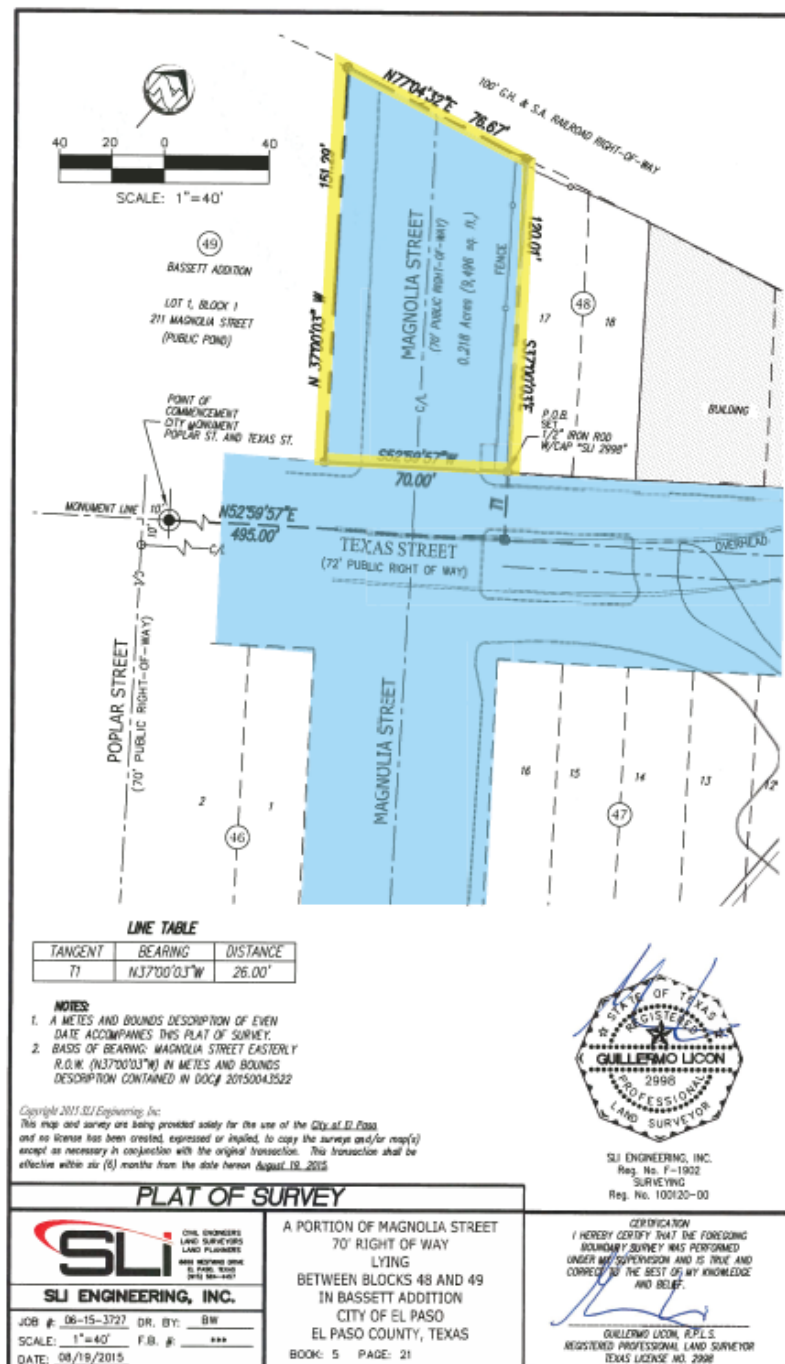 N77°04'32"E 76.67'
100' G.H. & S.A. RAILROAD RIGHT-OF-WAY
40 20 0 40
SCALE: 1"=40'
151.29'
N 37°00'03" W
MAGNOLIA STREET
(70' PUBLIC RIGHT-OF-WAY)
0.218 Acres (9,496 sq. ft.)
C/L
FENCE
120.01'
S37°00'03"E
49
BASSETT ADDITION
LOT 1, BLOCK 1
211 MAGNOLIA STREET
(PUBLIC POND)
48
17
18
BUILDING
POINT OF
COMMENCEMENT
CITY MONUMENT
POPLAR ST. AND TEXAS ST.
P.O.B.
SET
1/2" IRON ROD
W/CAP "SLI 2998"
S52°59'57"W
70.00'
T1
MONUMENT LINE
10'
10'
N52°59'57"E
495.00'
C/L
C/L
TEXAS STREET
(72' PUBLIC RIGHT OF WAY)
OVERHEAD
POPLAR STREET
(70' PUBLIC RIGHT-OF-WAY)
MAGNOLIA STREET
2
1
46
16
15
14
13
12
47
LINE TABLE
TANGENT BEARING DISTANCE
T1 N37°00'03"W 26.00'
NOTES:
1. A METES AND BOUNDS DESCRIPTION OF EVEN
DATE ACCOMPANIES THIS PLAT OF SURVEY.
2. BASIS OF BEARING: MAGNOLIA STREET EASTERLY
R.O.W. (N37°00'03"W) IN METES AND BOUNDS
DESCRIPTION CONTAINED IN DOC# 20150043522
Copyright 2015 SLI Engineering, Inc.
This map and survey are being provided solely for the use of the City of El Paso
and no license has been created, expressed or implied, to copy the surveys and/or map(s)
except as necessary in conjunction with the original transaction. This transaction shall be
effective within six (6) months from the date hereon August 19, 2015
STATE OF TEXAS
REGISTERED
GUILLERMO LICON
2998
PROFESSIONAL
LAND SURVEYOR
SLI ENGINEERING, INC.
Reg. No. F-1902
SURVEYING
Reg. No. 100120-00
PLAT OF SURVEY
SLI
CIVIL ENGINEERS
LAND SURVEYORS
LAND PLANNERS
EL PASO, TEXAS
SLI ENGINEERING, INC.
JOB #: 06-15-3727 DR. BY: BW
SCALE: 1"=40' F.B. #: ***
DATE: 08/19/2015
A PORTION OF MAGNOLIA STREET
70' RIGHT OF WAY
LYING
BETWEEN BLOCKS 48 AND 49
IN BASSETT ADDITION
CITY OF EL PASO
EL PASO COUNTY, TEXAS
BOOK: 5 PAGE: 21
CERTIFICATION
I HEREBY CERTIFY THAT THE FOREGOING
BOUNDARY SURVEY WAS PERFORMED
UNDER MY SUPERVISION AND IS TRUE AND
CORRECT TO THE BEST OF MY KNOWLEDGE
AND BELIEF.
GUILLERMO LICON, R.P.L.S.
REGISTERED PROFESSIONAL LAND SURVEYOR
TEXAS LICENSE NO. 2998